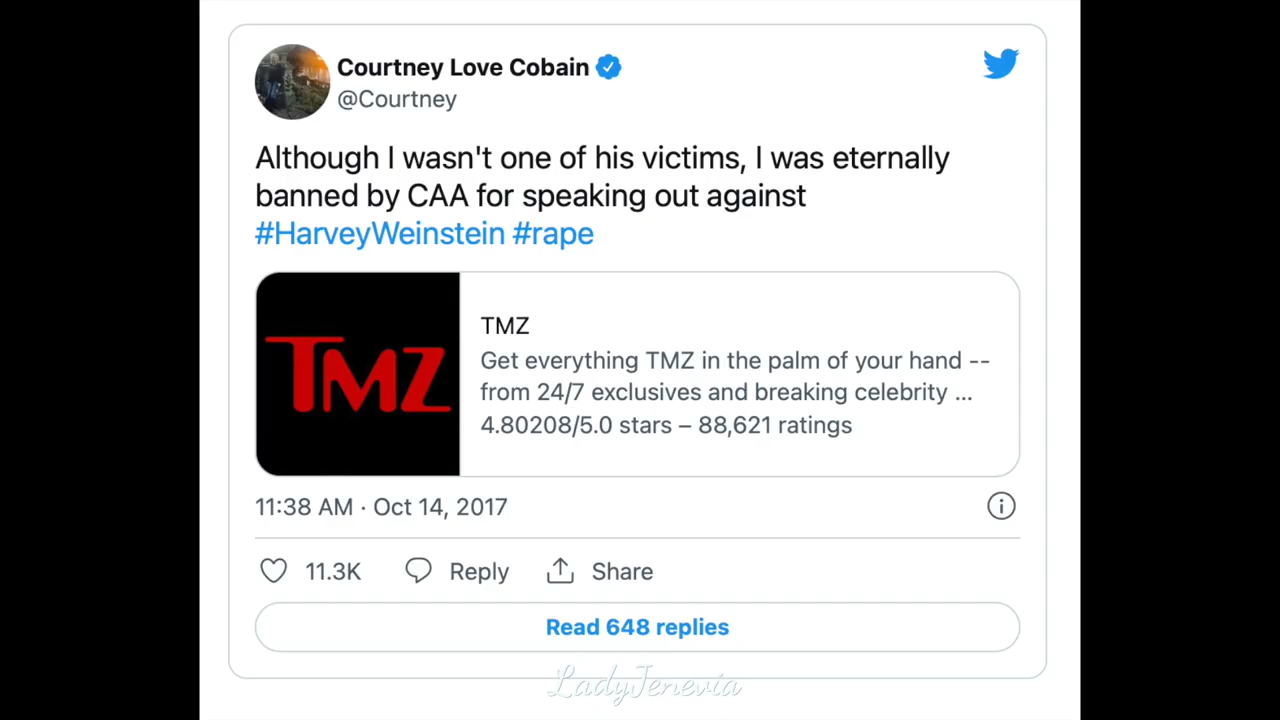 Courtney Love Cobain
@Courtney
Although I wasn't one of his victims, I was eternally
banned by CAA for speaking out against
#HarveyWeinstein #rape
TMZ
TMZ
Get everything TMZ in the palm of your hand --
from 24/7 exclusives and breaking celebrity ...
4.80208/5.0 stars – 88,621 ratings
11:38 AM · Oct 14, 2017
11.3K Reply Share
Read 648 replies
LadyJenevia